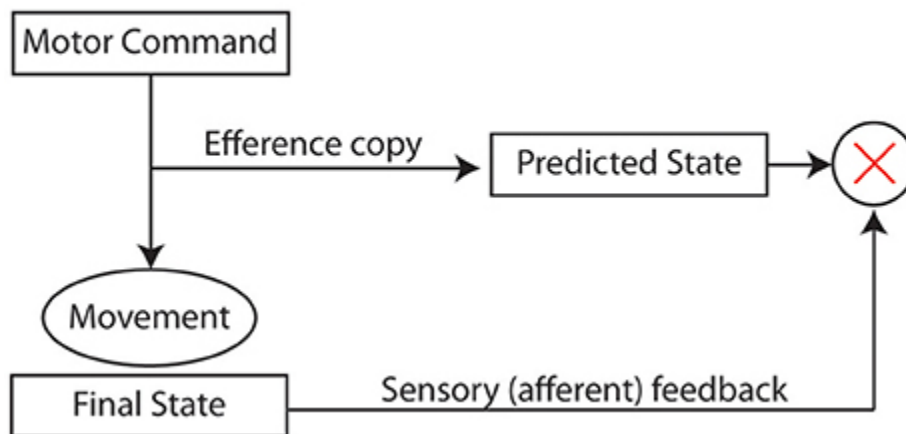 Motor Command
Efference copy
Predicted State
Movement
Final State
Sensory (afferent) feedback